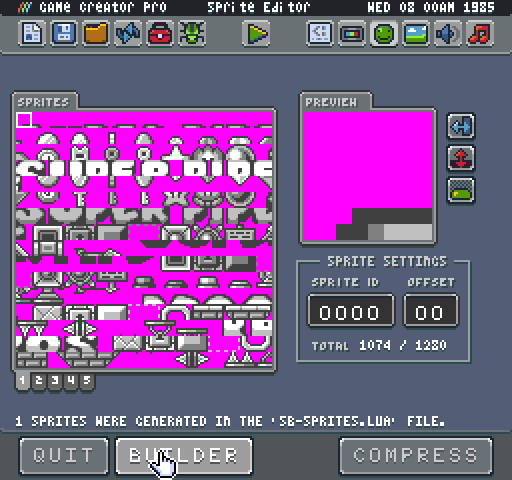 Game Creator Pro Sprite Editor WED 08 00AM 1985
SPRITES
PREVIEW
SPRITE SETTINGS
SPRITE ID OFFSET
0000 00
TOTAL 1074 / 1280
1 2 3 4 5
1 SPRITES WERE GENERATED IN THE 'SB-SPRITES.LUA' FILE.
QUIT BUILDER COMPRESS